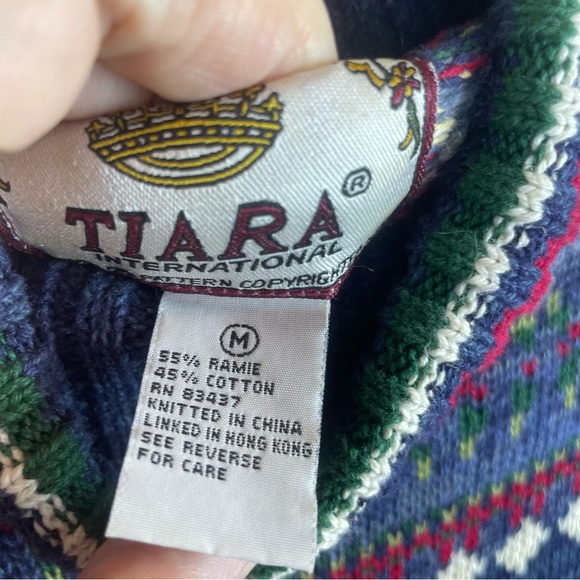 TIARA ®
INTERNATIONAL
PATTERN COPYRIGHT
M
55% RAMIE
45% COTTON
RN 83437
KNITTED IN CHINA
LINKED IN HONG KONG
SEE REVERSE
FOR CARE